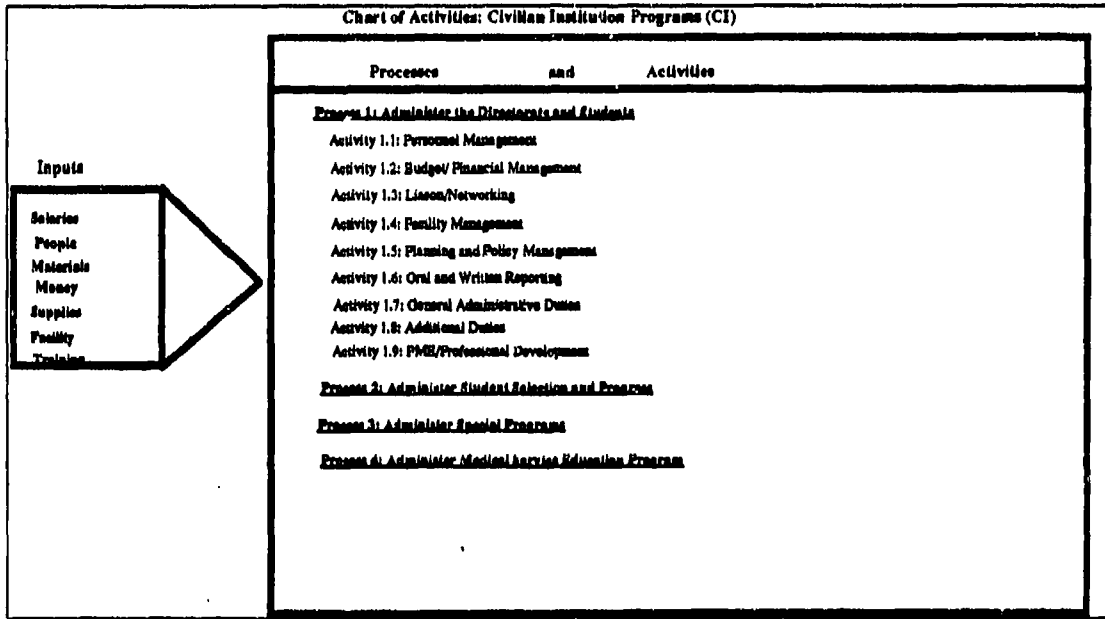 Chart of Activities: Civilian Institution Programs (CI)
Processes and Activities
Process 1: Administer the Directorate and Students
Activity 1.1: Personnel Management
Activity 1.2: Budget/ Financial Management
Activity 1.3: Liason/Networking
Activity 1.4: Facility Management
Activity 1.5: Planning and Policy Management
Activity 1.6: Oral and Written Reporting
Activity 1.7: General Administrative Duties
Activity 1.8: Additional Duties
Activity 1.9: PME/Professional Development
Process 2: Administer Student Selection and Progress
Process 3: Administer Special Programs
Process 4: Administer Medical Service Education Program
Inputs
Salaries
People
Materials
Money
Supplies
Facility
Training